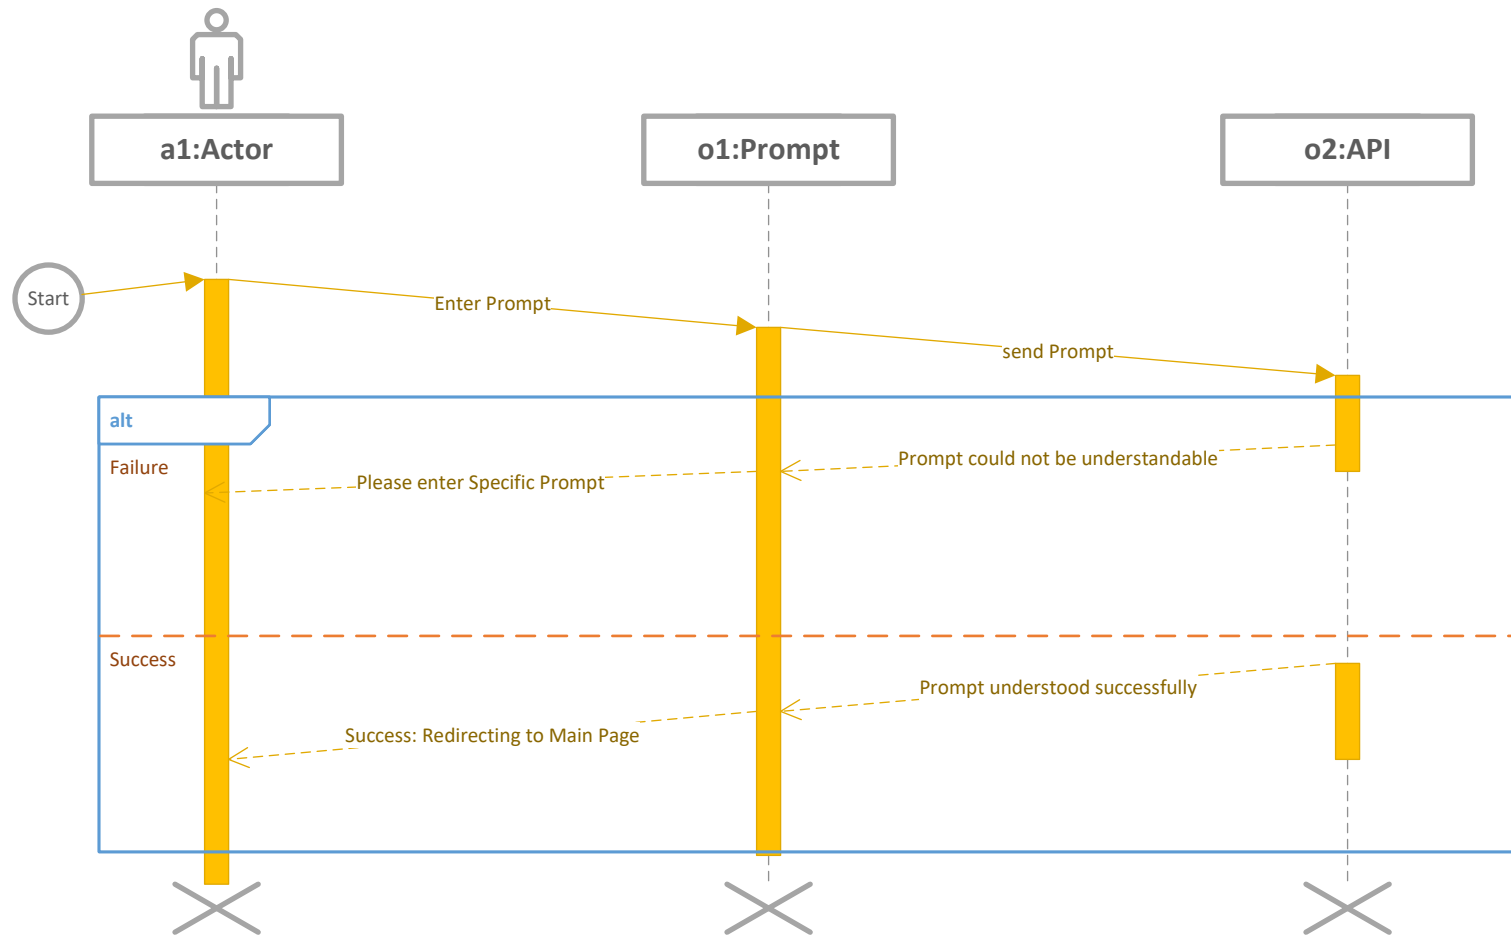 a1:Actor
o1:Prompt
o2:API
Start
Enter Prompt
send Prompt
alt
Failure
Prompt could not be understandable
Please enter Specific Prompt
Success
Prompt understood successfully
Success: Redirecting to Main Page